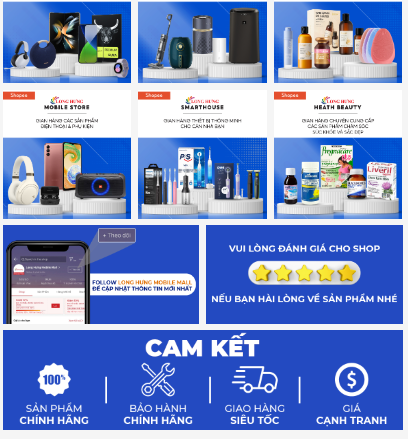 Shopee
Shopee
Shopee
LONG HƯNG
MOBILE STORE
GIAN HÀNG CÁC SẢN PHẨM
ĐIỆN THOẠI & PHỤ KIỆN
LONG HƯNG
SMARTHOUSE
GIAN HÀNG THIẾT BỊ THÔNG MINH
CHO CĂN NHÀ BẠN
LONG HƯNG
HEATH BEAUTY
GIAN HÀNG CHUYÊN CUNG CẤP
CÁC SẢN PHẨM CHĂM SÓC
SỨC KHỎE VÀ SẮC ĐẸP
P/S
Pregnacare
Liveril
+ Theo dõi
FOLLOW LONG HƯNG MOBILE MALL
ĐỂ CẬP NHẬT THÔNG TIN MỚI NHẤT
VUI LÒNG ĐÁNH GIÁ CHO SHOP
NẾU BẠN HÀI LÒNG VỀ SẢN PHẨM NHÉ
CAM KẾT
100%
SẢN PHẨM
CHÍNH HÃNG
BẢO HÀNH
CHÍNH HÃNG
GIAO HÀNG
SIÊU TỐC
$
GIÁ
CẠNH TRANH